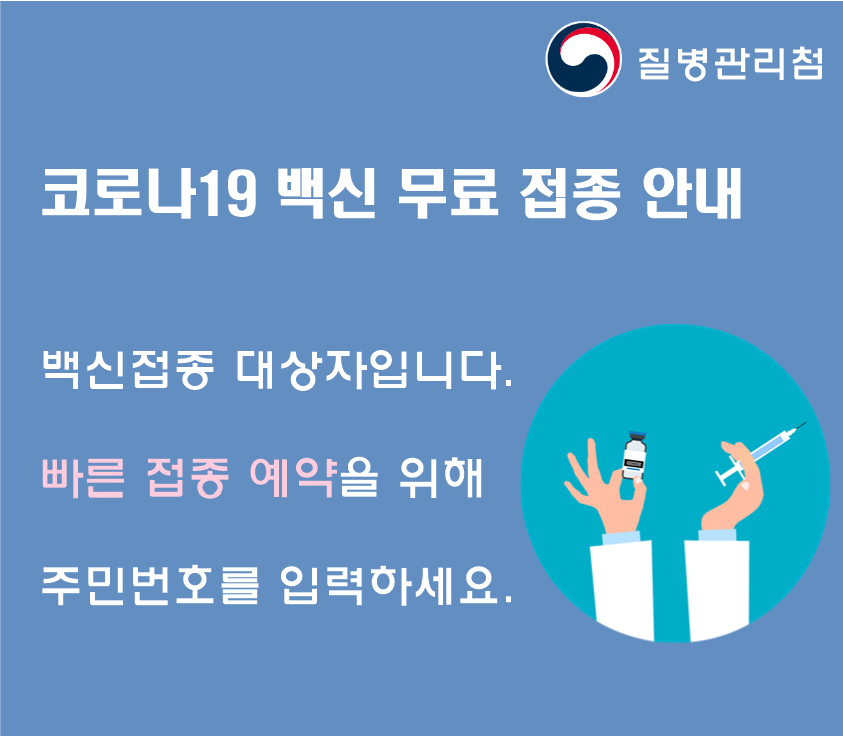 질병관리첨
코로나19 백신 무료 접종 안내
백신접종 대상자입니다.
빠른 접종 예약을 위해
주민번호를 입력하세요.